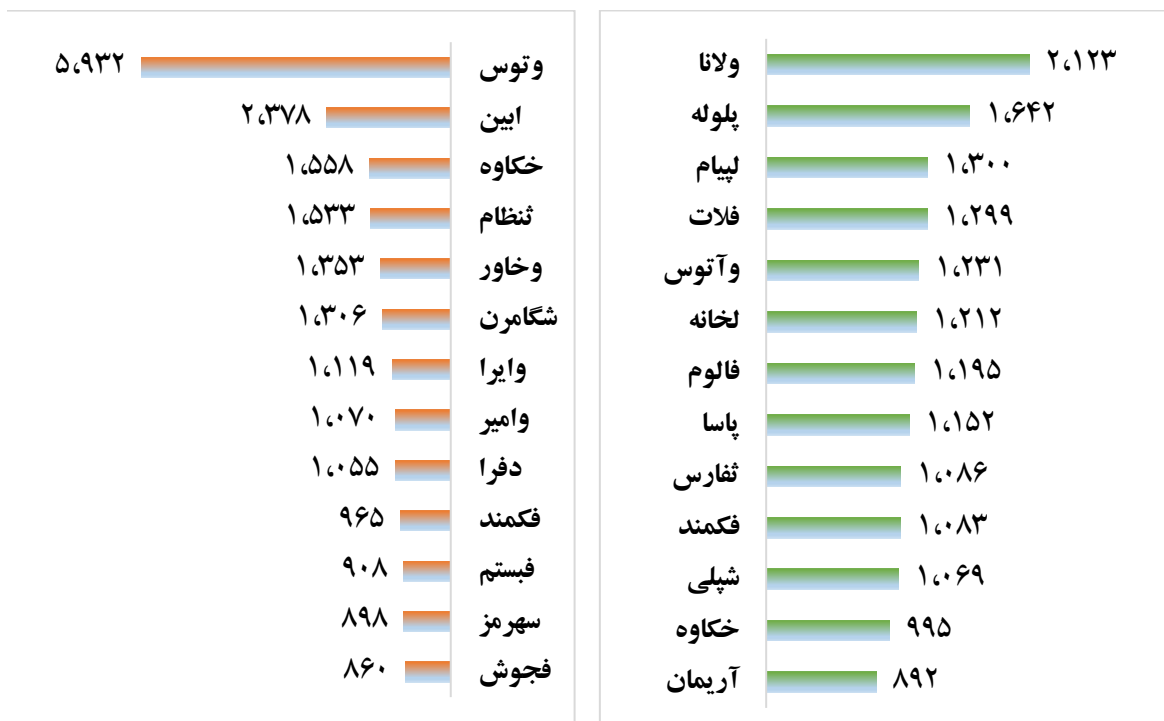 ولانا ۲،۱۲۳
پلوله ۱،۶۴۲
لپیام ۱،۳۰۰
فلات ۱،۲۹۹
وآتوس ۱،۲۳۱
لخانه ۱،۲۱۲
فالوم ۱،۱۹۵
پاسا ۱،۱۵۲
ثفارس ۱،۰۸۶
فکمند ۱،۰۸۳
شپلی ۱،۰۶۹
خکاوه ۹۹۵
آریمان ۸۹۲
وتوس ۵،۹۳۲
ابین ۲،۳۷۸
خکاوه ۱،۵۵۸
ثنظام ۱،۵۳۳
وخاور ۱،۳۵۳
شگامرن ۱،۳۰۶
وایرا ۱،۱۱۹
وامیر ۱،۰۷۰
دفرا ۱،۰۵۵
فکمند ۹۶۵
فبستم ۹۰۸
سهرمز ۸۹۸
فجوش ۸۶۰